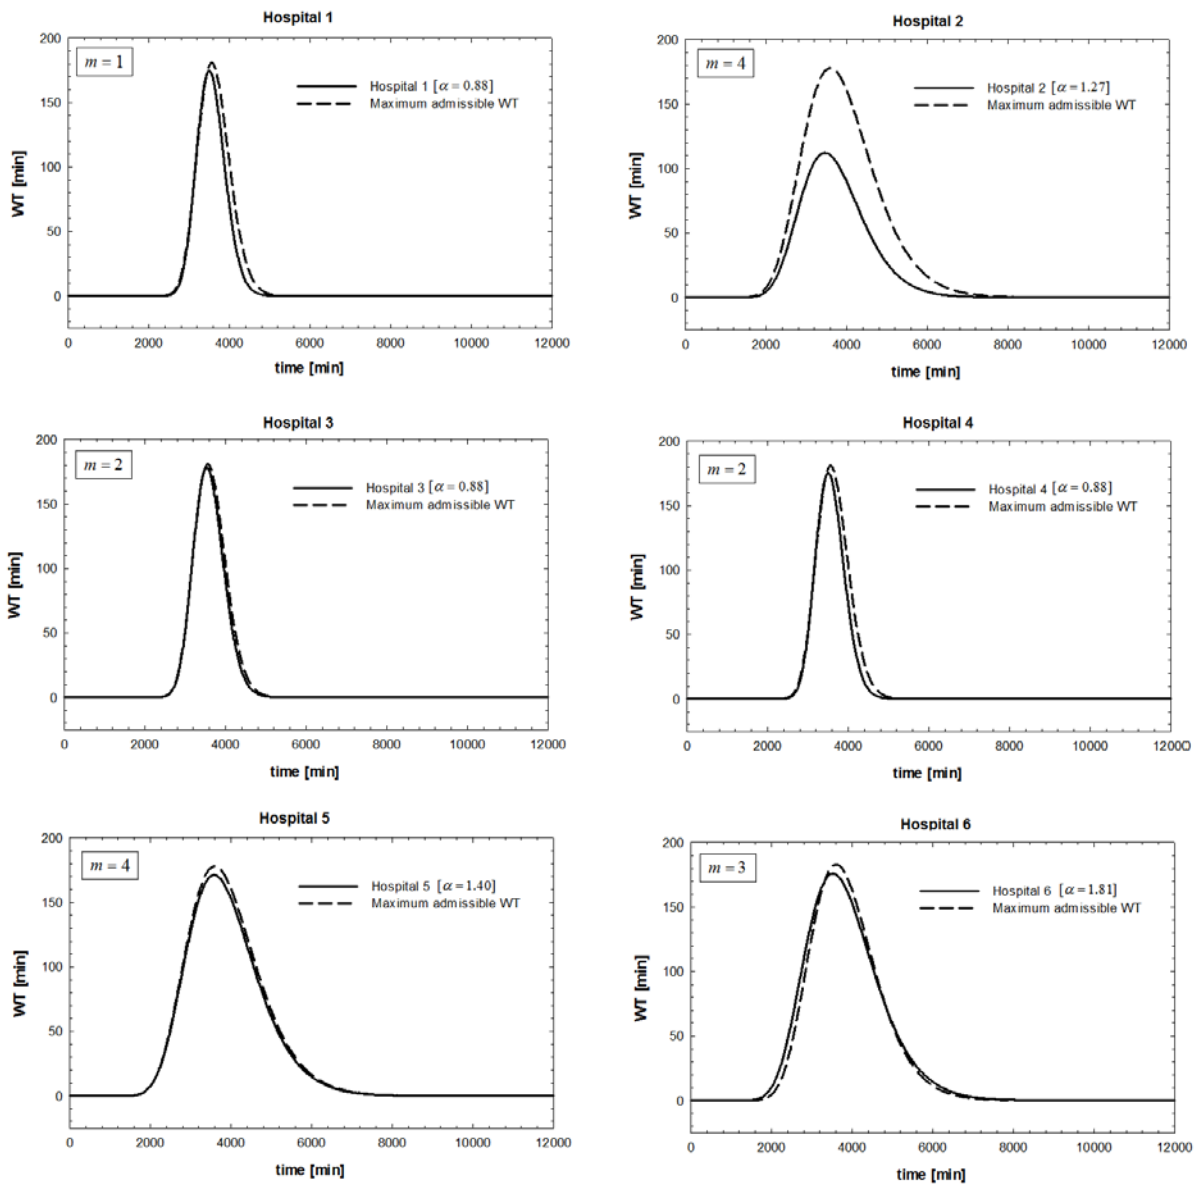 Hospital 1
m = 1
Hospital 1 [α = 0.88]
Maximum admissible WT
WT [min]
200
150
100
50
0
0 2000 4000 6000 8000 10000 12000
time [min]
Hospital 2
m = 4
Hospital 2 [α = 1.27]
Maximum admissible WT
WT [min]
200
150
100
50
0
0 2000 4000 6000 8000 10000 12000
time [min]
Hospital 3
m = 2
Hospital 3 [α = 0.88]
Maximum admissible WT
WT [min]
200
150
100
50
0
0 2000 4000 6000 8000 10000 12000
time [min]
Hospital 4
m = 2
Hospital 4 [α = 0.88]
Maximum admissible WT
WT [min]
200
150
100
50
0
0 2000 4000 6000 8000 10000 12000
time [min]
Hospital 5
m = 4
Hospital 5 [α = 1.40]
Maximum admissible WT
WT [min]
200
150
100
50
0
0 2000 4000 6000 8000 10000 12000
time [min]
Hospital 6
m = 3
Hospital 6 [α = 1.81]
Maximum admissible WT
WT [min]
200
150
100
50
0
0 2000 4000 6000 8000 10000 12000
time [min]